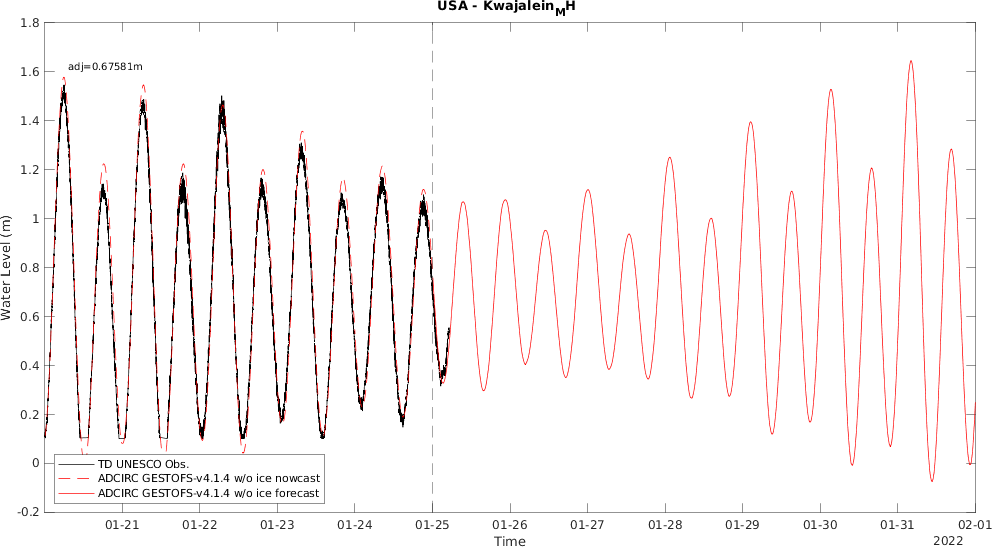 USA - Kwajalein_MH
adj=0.67581m
1.8
1.6
1.4
1.2
1
0.8
0.6
0.4
0.2
0
-0.2
Water Level (m)
TD UNESCO Obs.
ADCIRC GESTOFS-v4.1.4 w/o ice nowcast
ADCIRC GESTOFS-v4.1.4 w/o ice forecast
01-21 01-22 01-23 01-24 01-25 01-26 01-27 01-28 01-29 01-30 01-31 02-01
Time
2022